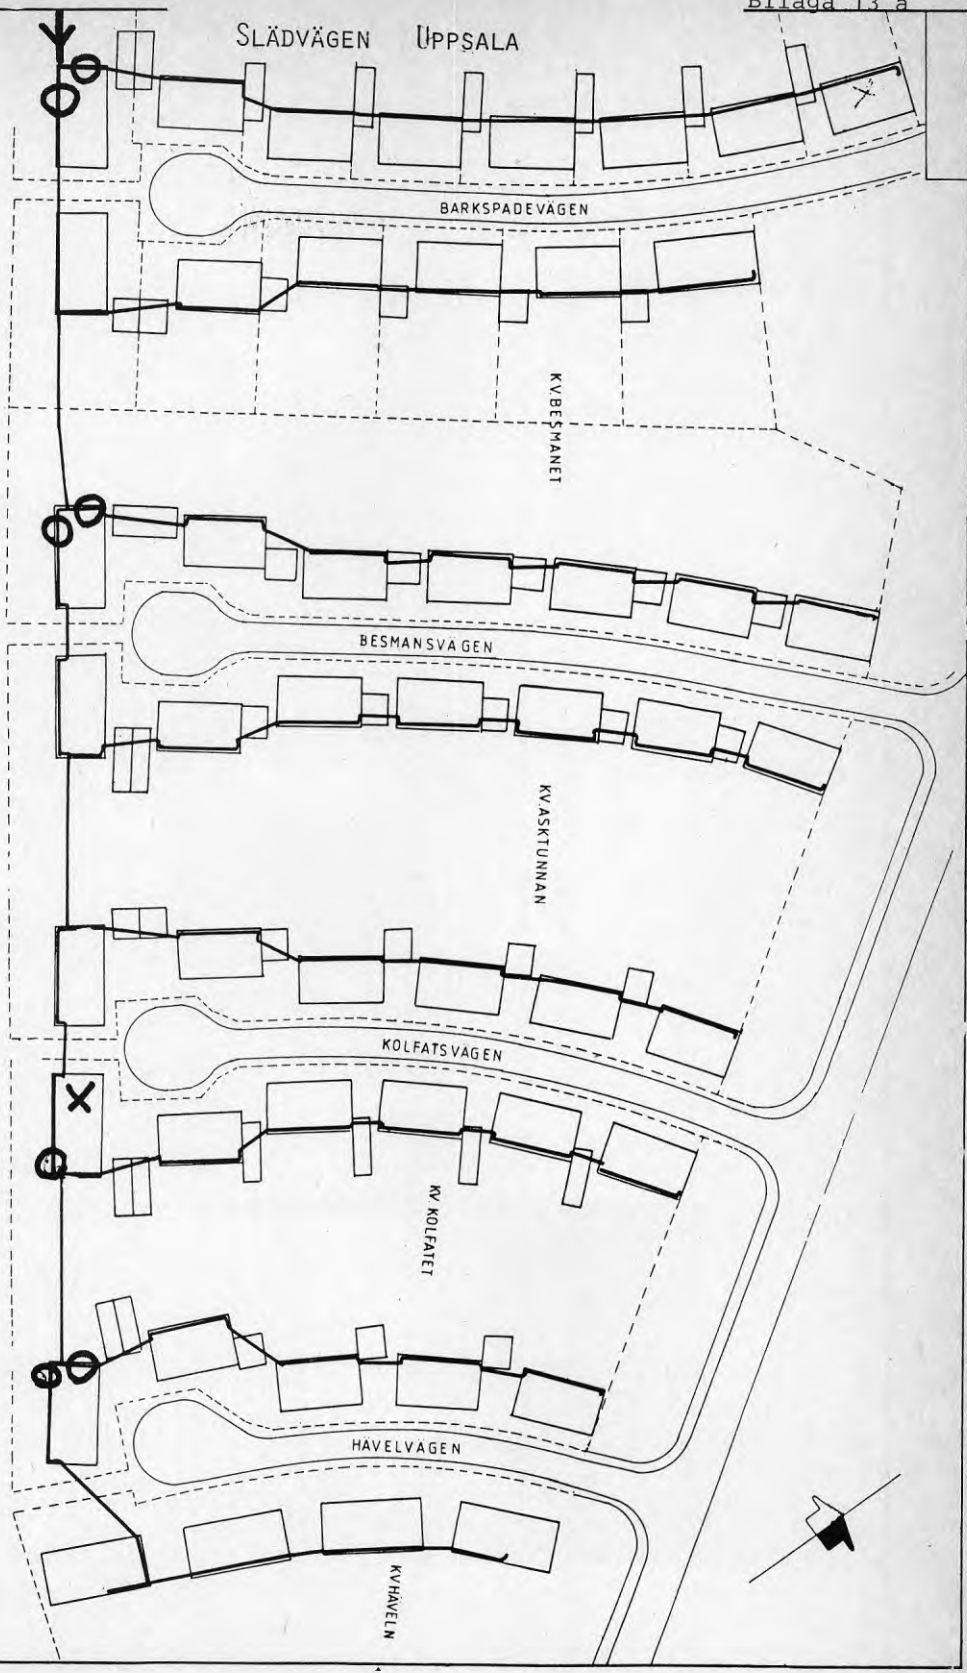 Bilaga 13 a
SLÄDVÄGEN UPPSALA
BARKSPADEVÄGEN
KV.BESMANET
BESMANSVÄGEN
KV.ASKTUNNAN
KOLFATSVÄGEN
X
KV.KOLFATET
HÄVELVÄGEN
KV.HÄVELN